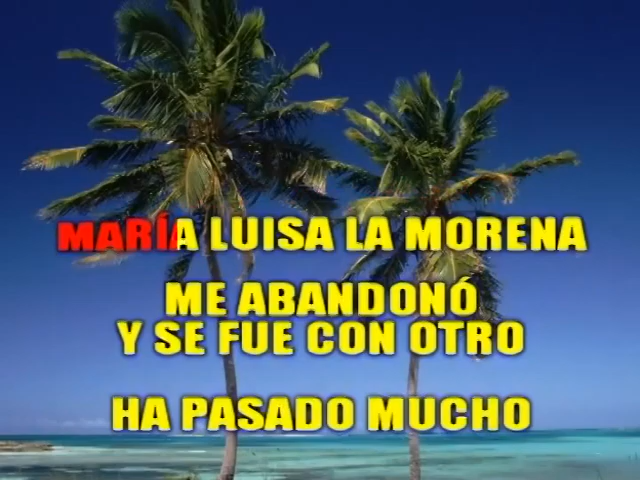 MARÍA LUISA LA MORENA
ME ABANDONÓ
Y SE FUE CON OTRO
HA PASADO MUCHO